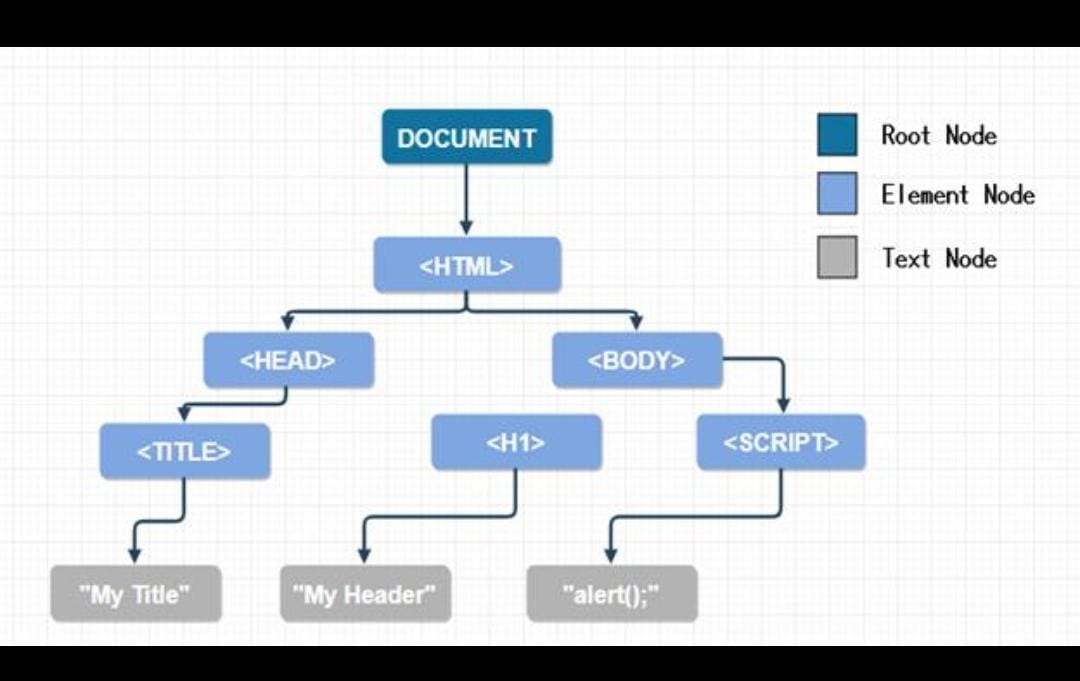 DOCUMENT
Root Node
Element Node
<HTML>
Text Node
<HEAD>
<BODY>
<TITLE>
<H1>
<SCRIPT>
"My Title"
"My Header"
"alert();"